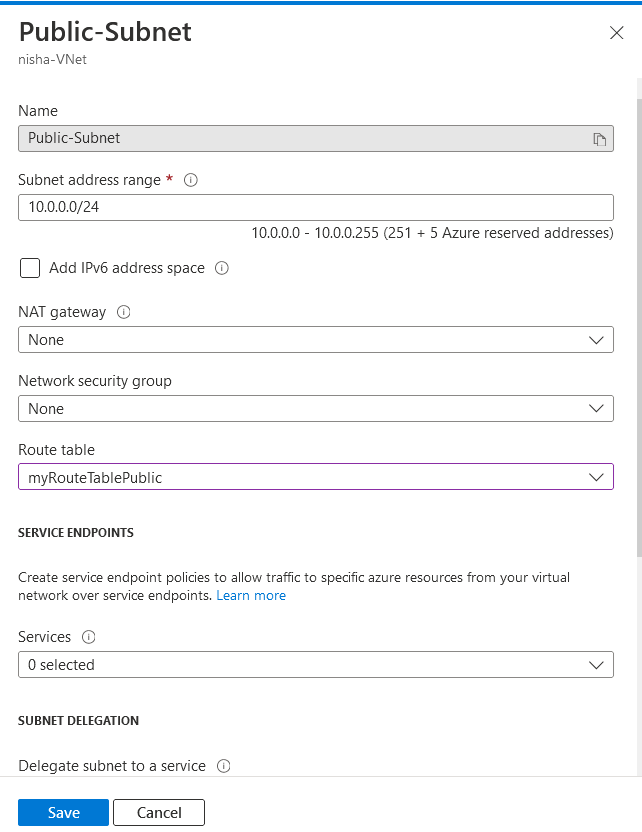 Public-Subnet
nisha-VNet
Name
Public-Subnet
Subnet address range *
10.0.0.0/24
10.0.0.0 - 10.0.0.255 (251 + 5 Azure reserved addresses)
Add IPv6 address space
NAT gateway
None
Network security group
None
Route table
myRouteTablePublic
SERVICE ENDPOINTS
Create service endpoint policies to allow traffic to specific azure resources from your virtual
network over service endpoints. Learn more
Services
0 selected
SUBNET DELEGATION
Delegate subnet to a service
Save Cancel